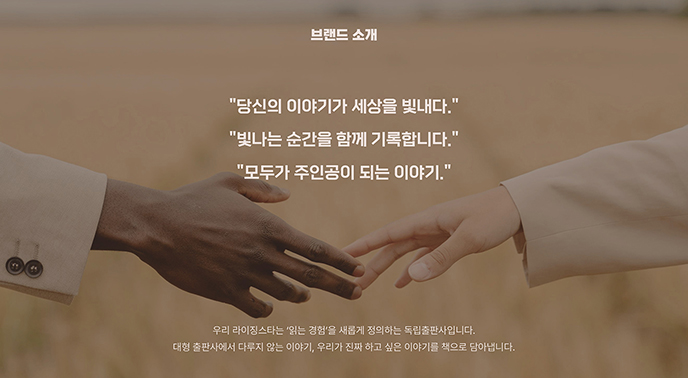 브랜드 소개
"당신의 이야기가 세상을 빛내다."
"빛나는 순간을 함께 기록합니다."
"모두가 주인공이 되는 이야기."
우리 라이징스타는 '읽는 경험'을 새롭게 정의하는 독립출판사입니다.
대형 출판사에서 다루지 않는 이야기, 우리가 진짜 하고 싶은 이야기를 책으로 담아냅니다.